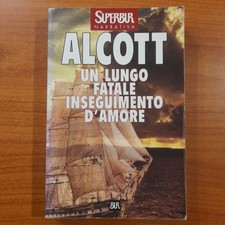 SUPERBUR
NARRATIVA
ALCOTT
UN LUNGO
FATALE
INSEGUIMENTO
D'AMORE
BUR